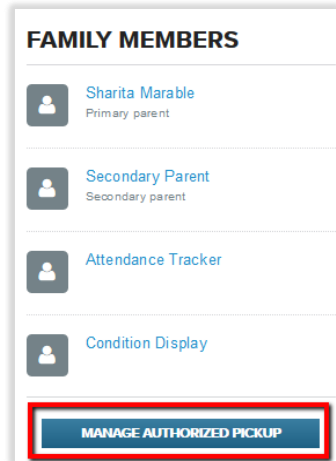 FAMILY MEMBERS
Sharita Marable
Primary parent
Secondary Parent
Secondary parent
Attendance Tracker
Condition Display
MANAGE AUTHORIZED PICKUP